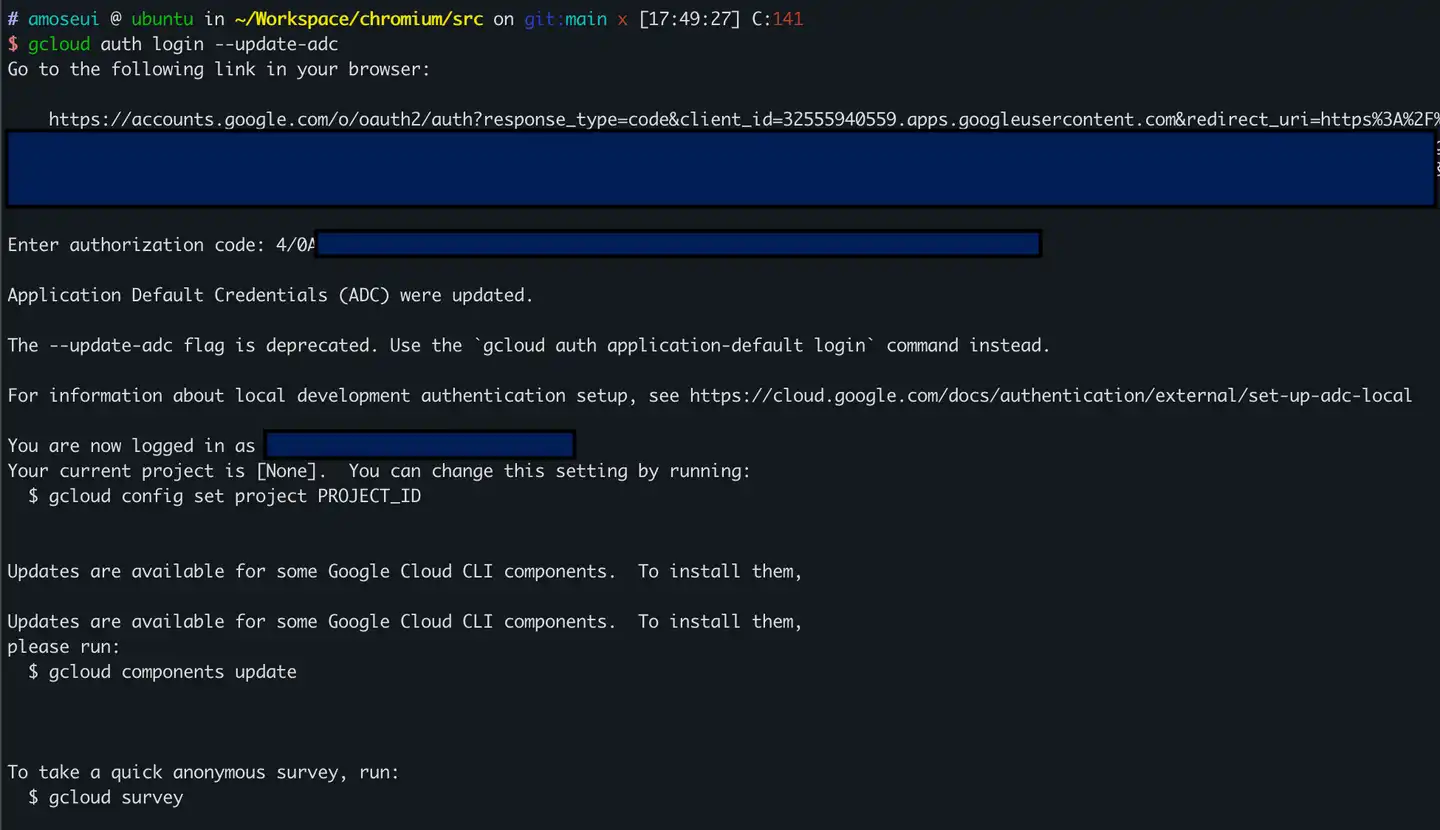 # amoseui @ ubuntu in ~/Workspace/chromium/src on git:main x [17:49:27] C:141
$ gcloud auth login --update-adc
Go to the following link in your browser:
https://accounts.google.com/o/oauth2/auth?response_type=code&client_id=32555940559.apps.googleusercontent.com&redirect_uri=https%3A%2F%
Enter authorization code: 4/0A
Application Default Credentials (ADC) were updated.
The --update-adc flag is deprecated. Use the `gcloud auth application-default login` command instead.
For information about local development authentication setup, see https://cloud.google.com/docs/authentication/external/set-up-adc-local
You are now logged in as
Your current project is [None].  You can change this setting by running:
  $ gcloud config set project PROJECT_ID
Updates are available for some Google Cloud CLI components.  To install them,
Updates are available for some Google Cloud CLI components.  To install them,
please run:
  $ gcloud components update
To take a quick anonymous survey, run:
  $ gcloud survey